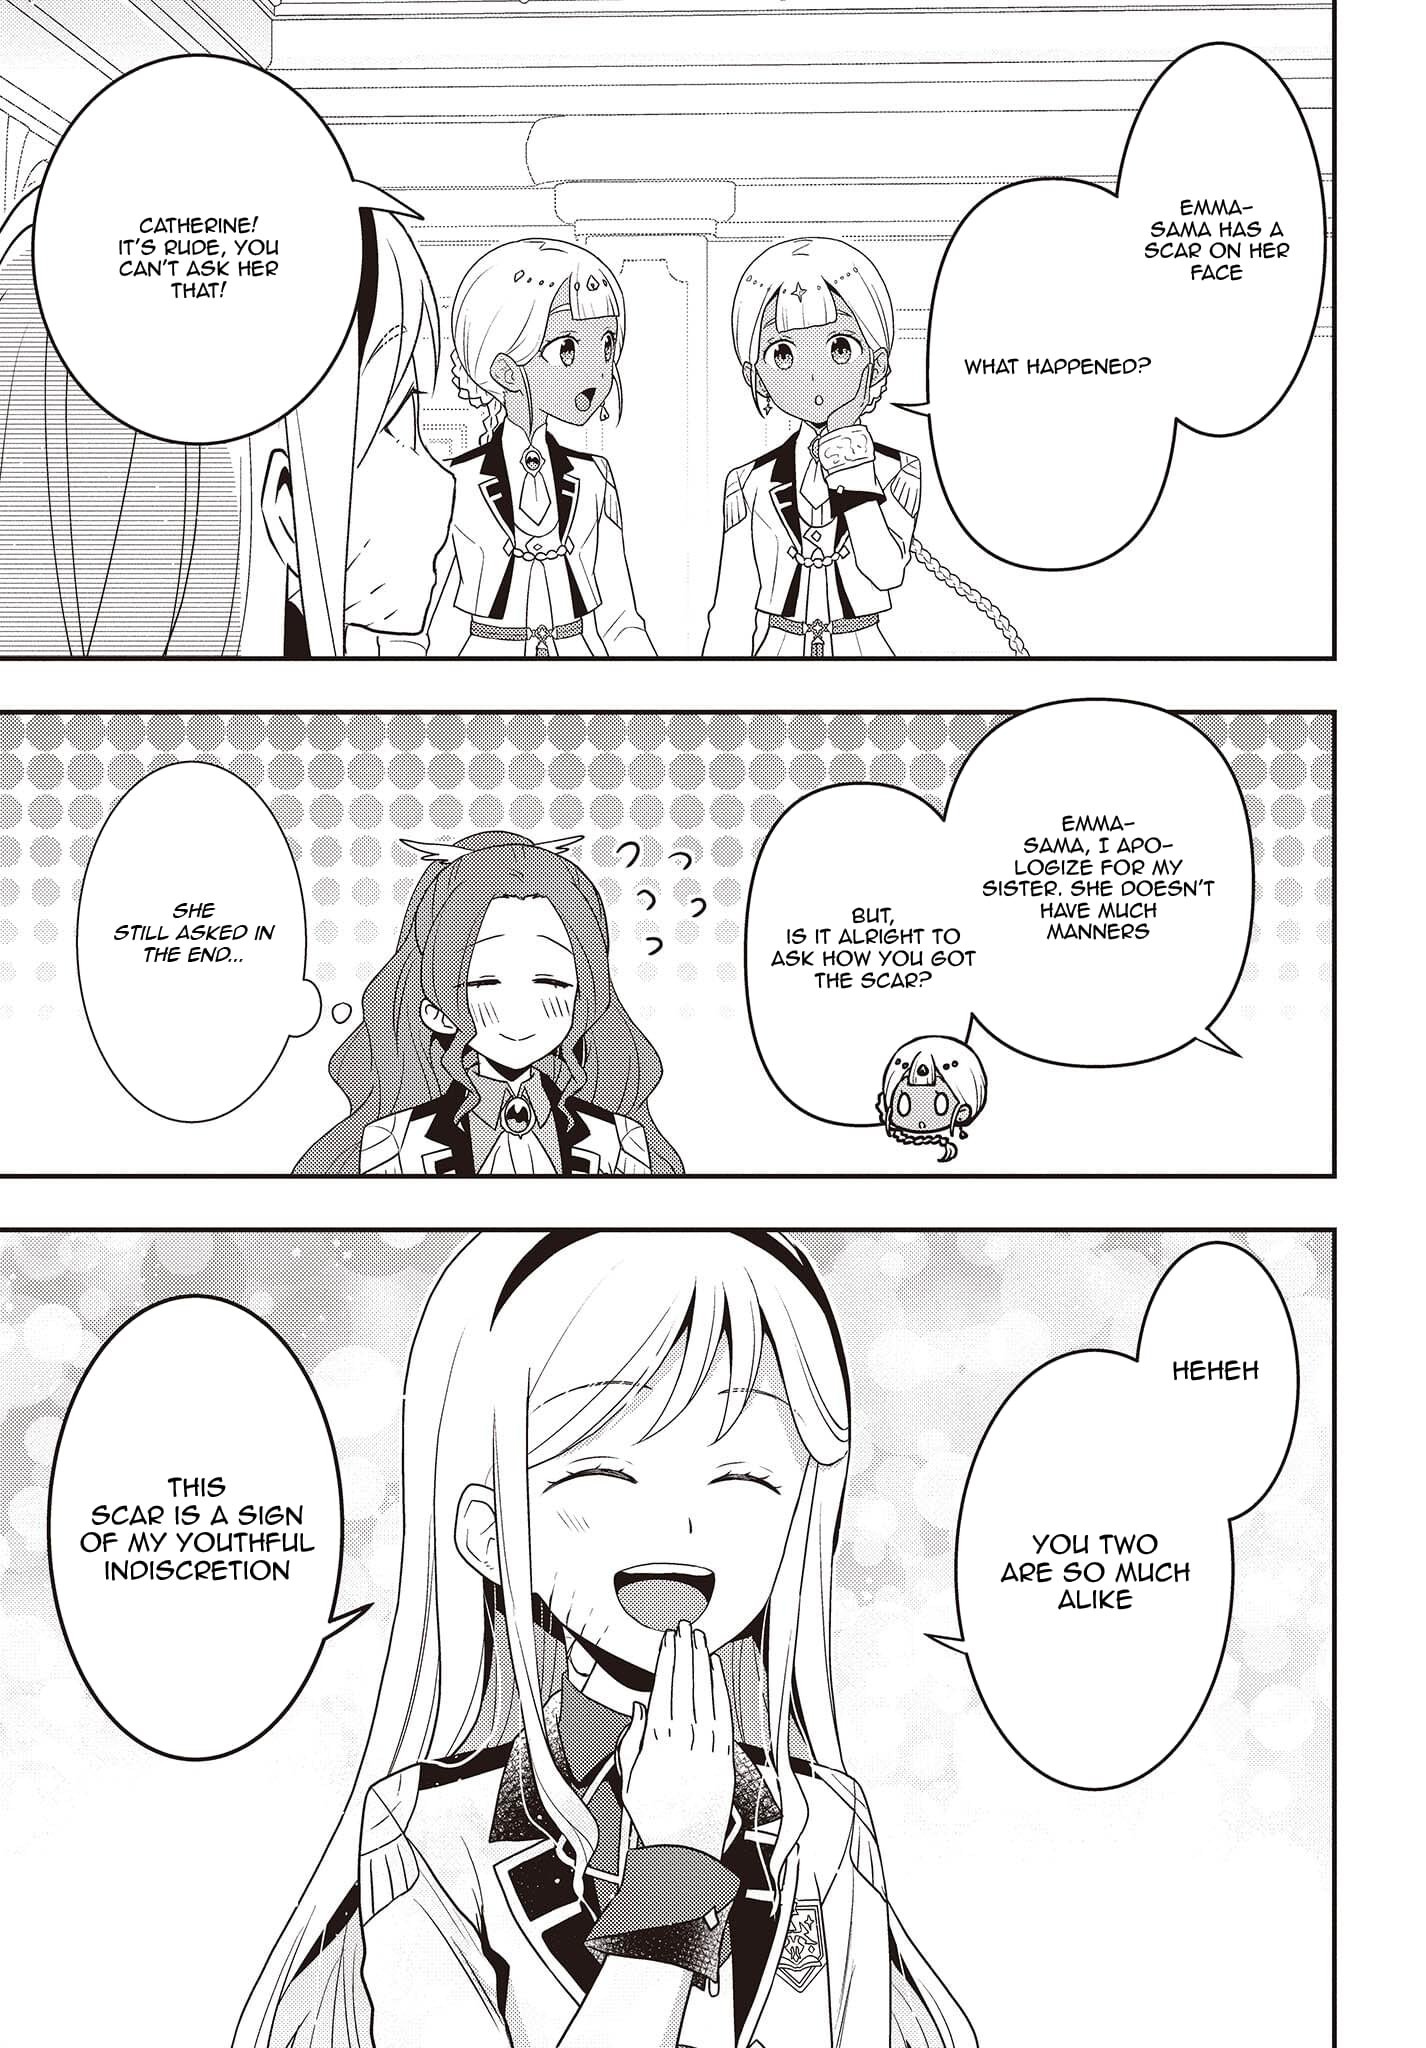 EMMA-
SAMA HAS A
SCAR ON HER
FACE
WHAT HAPPENED?
CATHERINE!
IT'S RUDE, YOU
CAN'T ASK HER
THAT!
EMMA-
SAMA, I APO-
LOGIZE FOR MY
SISTER. SHE DOESN'T
HAVE MUCH
MANNERS
BUT,
IS IT ALRIGHT TO
ASK HOW YOU GOT
THE SCAR?
SHE
STILL ASKED IN
THE END...
HEHEH
YOU TWO
ARE SO MUCH
ALIKE
THIS
SCAR IS A SIGN
OF MY YOUTHFUL
INDISCRETION